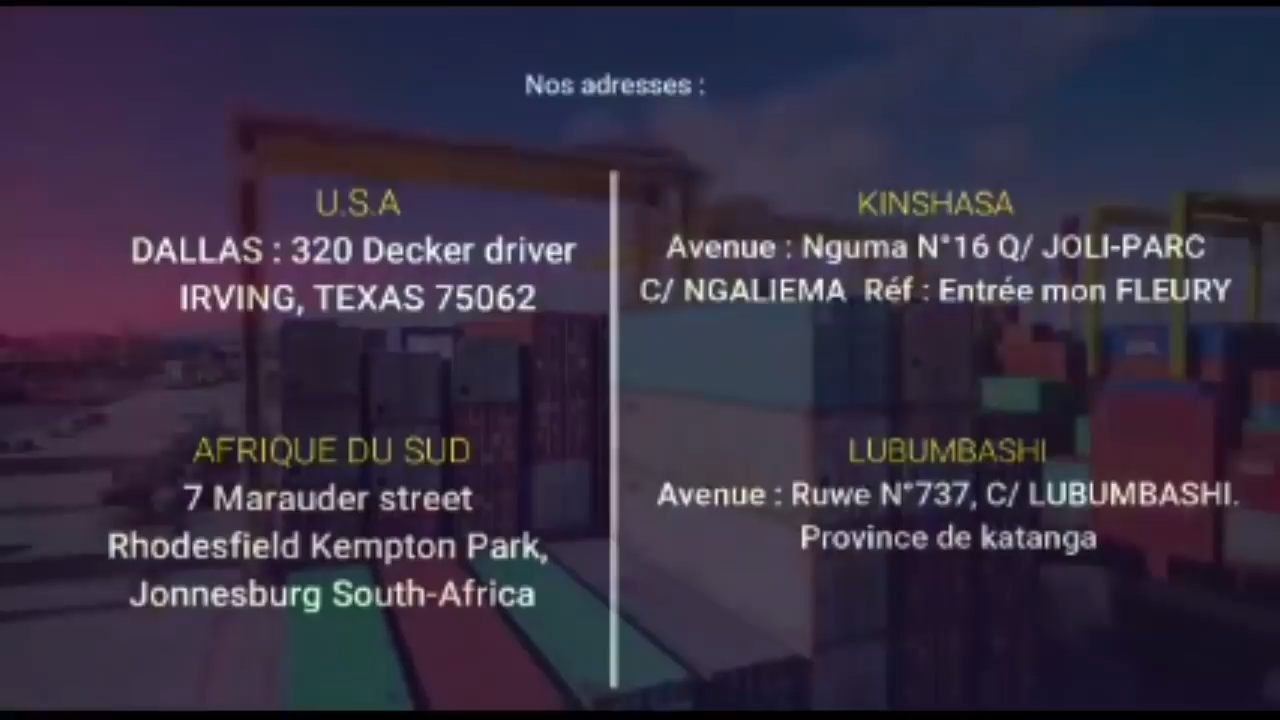 Nos adresses :
U.S.A
DALLAS : 320 Decker driver
IRVING, TEXAS 75062
KINSHASA
Avenue : Nguma N°16 Q/ JOLI-PARC
C/ NGALIEMA Réf : Entrée mon FLEURY
AFRIQUE DU SUD
7 Marauder street
Rhodesfield Kempton Park,
Jonnesburg South-Africa
LUBUMBASHI
Avenue : Ruwe N°737, C/ LUBUMBASHI.
Province de katanga